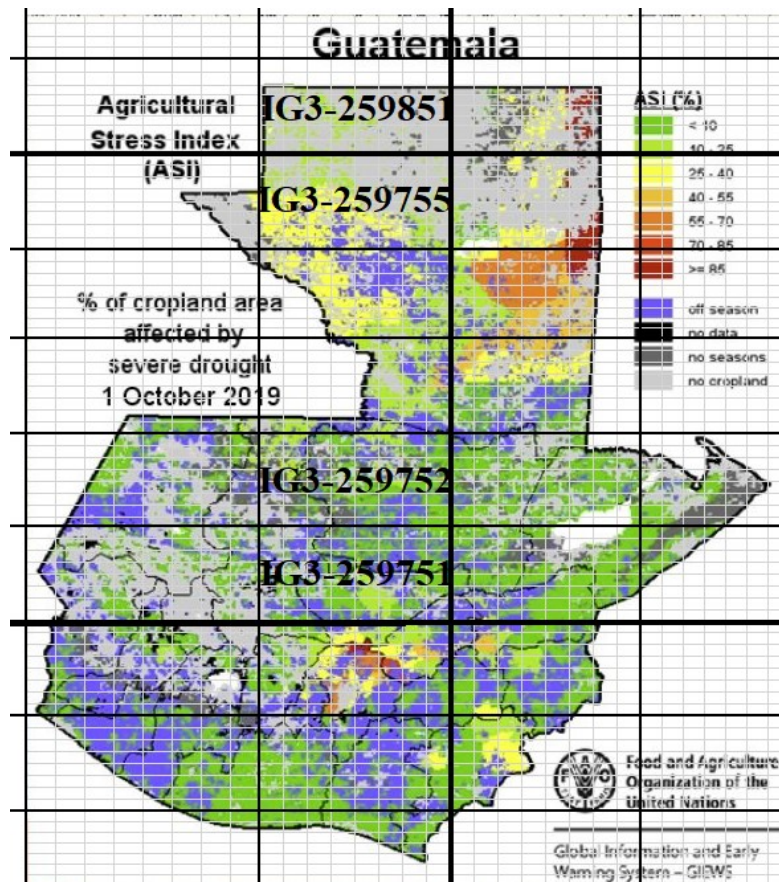 Guatemala
Agricultural
Stress Index
(ASI)
IG3-259851
IG3-259755
ASI (%)
< 10
10 - 25
25 - 40
40 - 55
55 - 70
70 - 85
>= 85
off season
no data
no seasons
no cropland
% of cropland area
affected by
severe drought
1 October 2019
IG3-259752
IG3-259751
FAO
Food and Agriculture
Organization of the
United Nations
Global Information and Early
Warning System - GIEWS